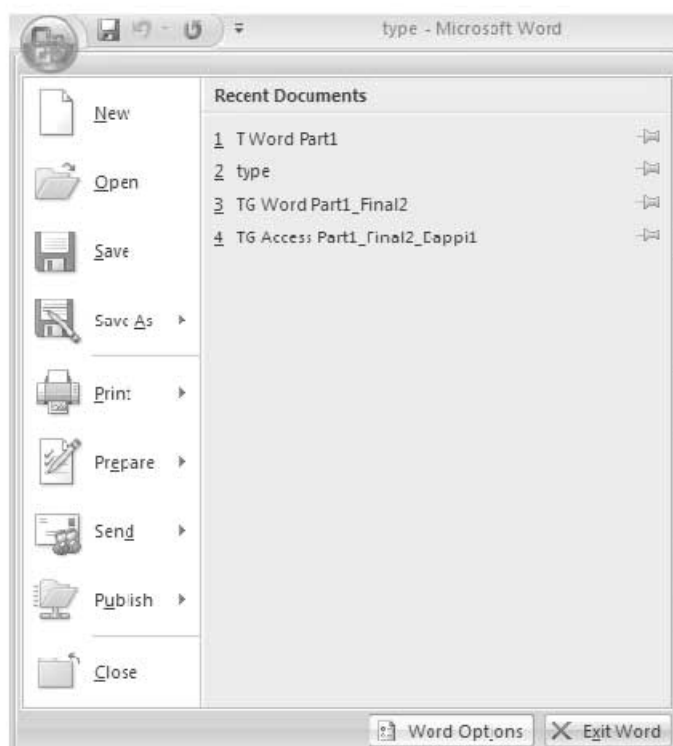 type - Microsoft Word
New
Open
Save
Save As
Print
Prepare
Send
Publish
Close
Recent Documents
1 T Word Part1
2 type
3 TG Word Part1_Final2
4 TG Access Part1_Final2_Bappi1
Word Options
Exit Word